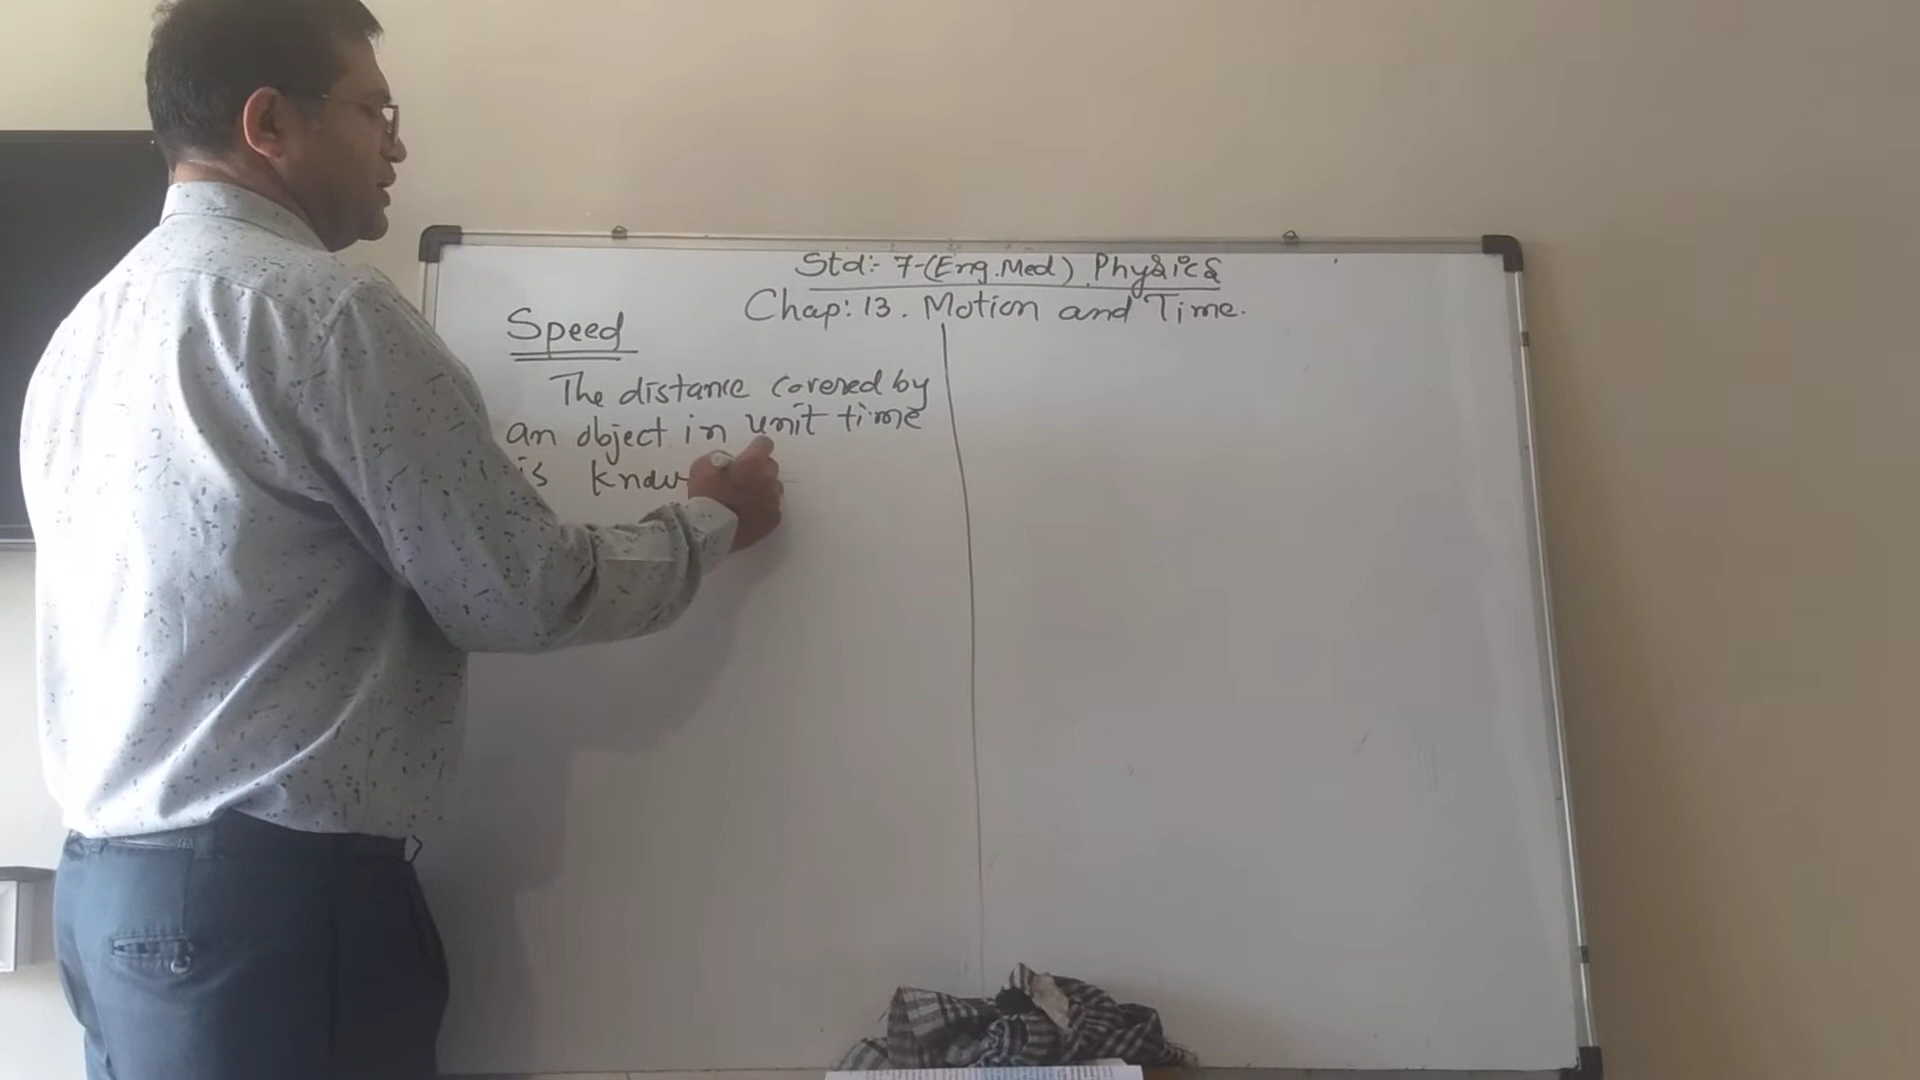 Std:- 7-(Eng.Med) Physics
Chap: 13. Motion and Time.
Speed
The distance covered by
an object in unit time
is know